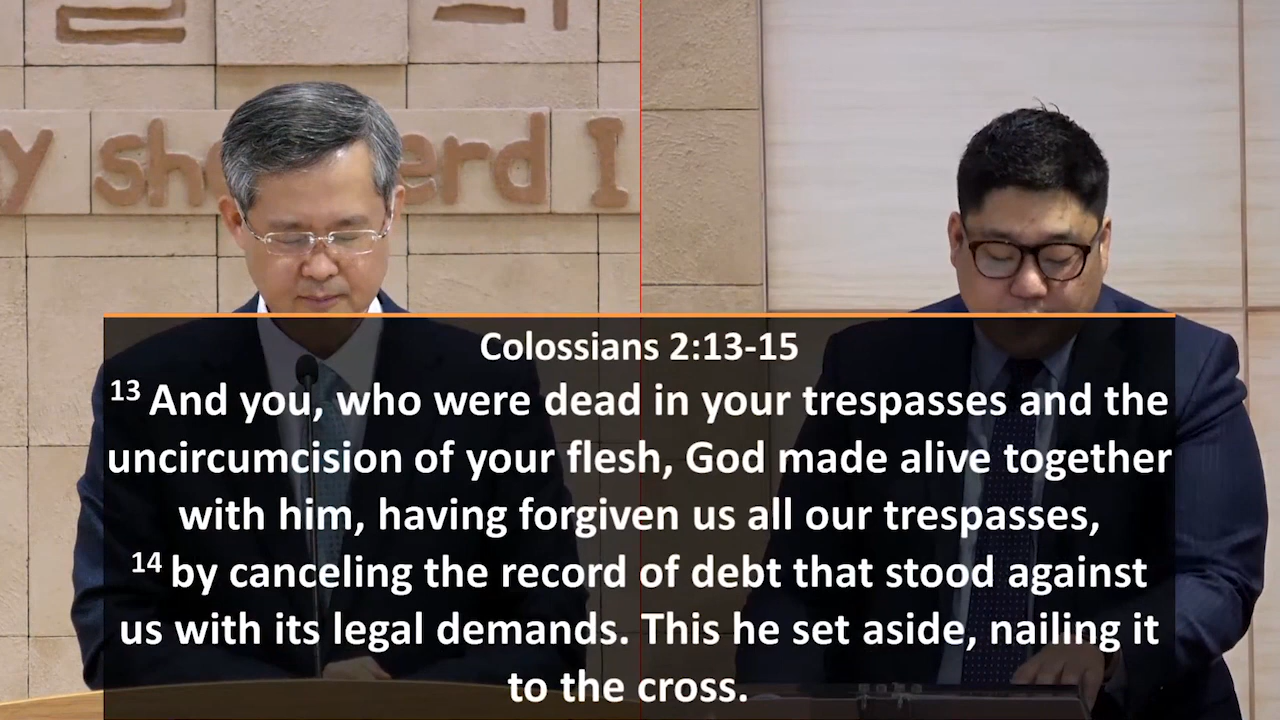 y she erd I
Colossians 2:13-15
13 And you, who were dead in your trespasses and the
uncircumcision of your flesh, God made alive together
with him, having forgiven us all our trespasses,
14 by canceling the record of debt that stood against
us with its legal demands. This he set aside, nailing it
to the cross.